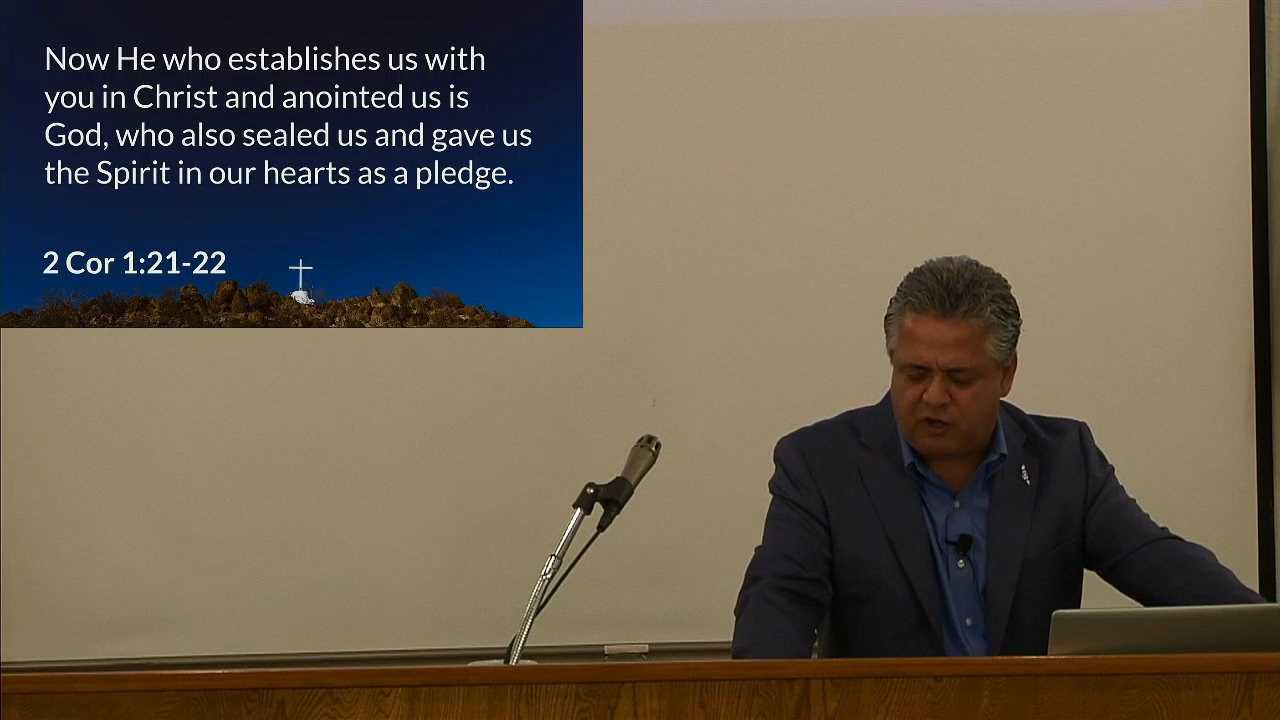 Now He who establishes us with
you in Christ and anointed us is
God, who also sealed us and gave us
the Spirit in our hearts as a pledge.
2 Cor 1:21-22